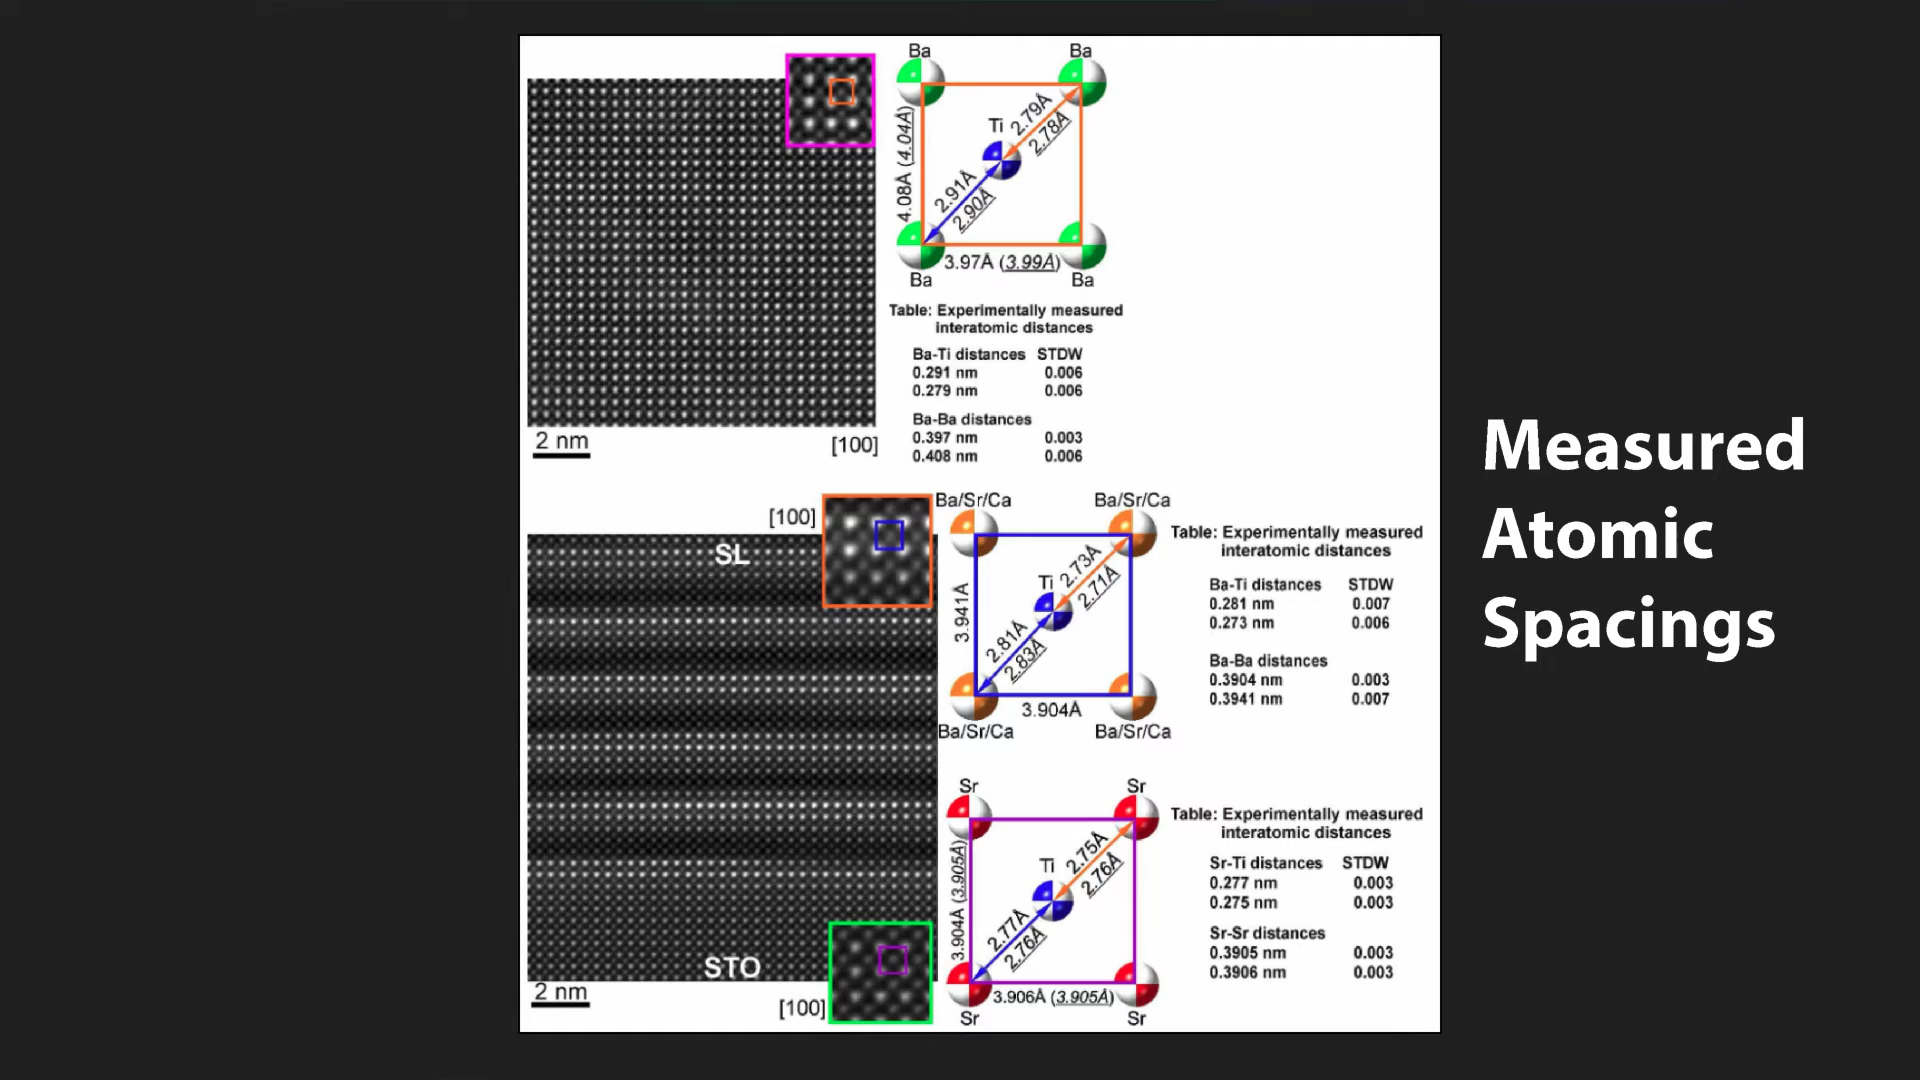 Ba Ba
Ti
2.79Å
2.78Å
4.08Å (4.04Å)
2.91Å
2.90Å
3.97Å (3.99Å)
Ba Ba
Table: Experimentally measured
interatomic distances
Ba-Ti distances STDW
0.291 nm 0.006
0.279 nm 0.006
Ba-Ba distances
0.397 nm 0.003
0.408 nm 0.006
2 nm [100]
Measured
Atomic
Spacings
[100]
SL
Ba/Sr/Ca Ba/Sr/Ca
Ti
2.73Å
2.71Å
3.941Å
2.81Å
2.83Å
3.904Å
Ba/Sr/Ca Ba/Sr/Ca
Table: Experimentally measured
interatomic distances
Ba-Ti distances STDW
0.281 nm 0.007
0.273 nm 0.006
Ba-Ba distances
0.3904 nm 0.003
0.3941 nm 0.007
STO
2 nm
[100]
Sr Sr
Ti
2.75Å
2.76Å
3.904Å (3.905Å)
2.77Å
2.76Å
3.906Å (3.905Å)
Sr Sr
Table: Experimentally measured
interatomic distances
Sr-Ti distances STDW
0.277 nm 0.003
0.275 nm 0.003
Sr-Sr distances
0.3905 nm 0.003
0.3906 nm 0.003